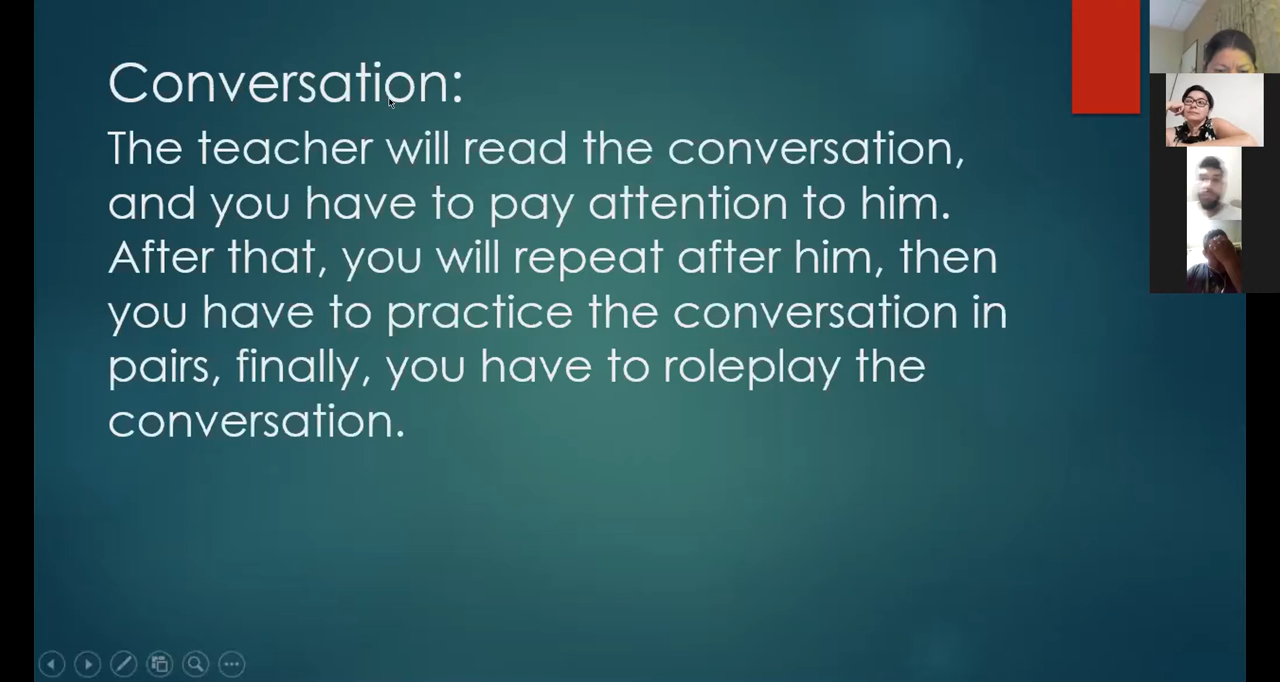 Conversation:
The teacher will read the conversation,
and you have to pay attention to him.
After that, you will repeat after him, then
you have to practice the conversation in
pairs, finally, you have to roleplay the
conversation.